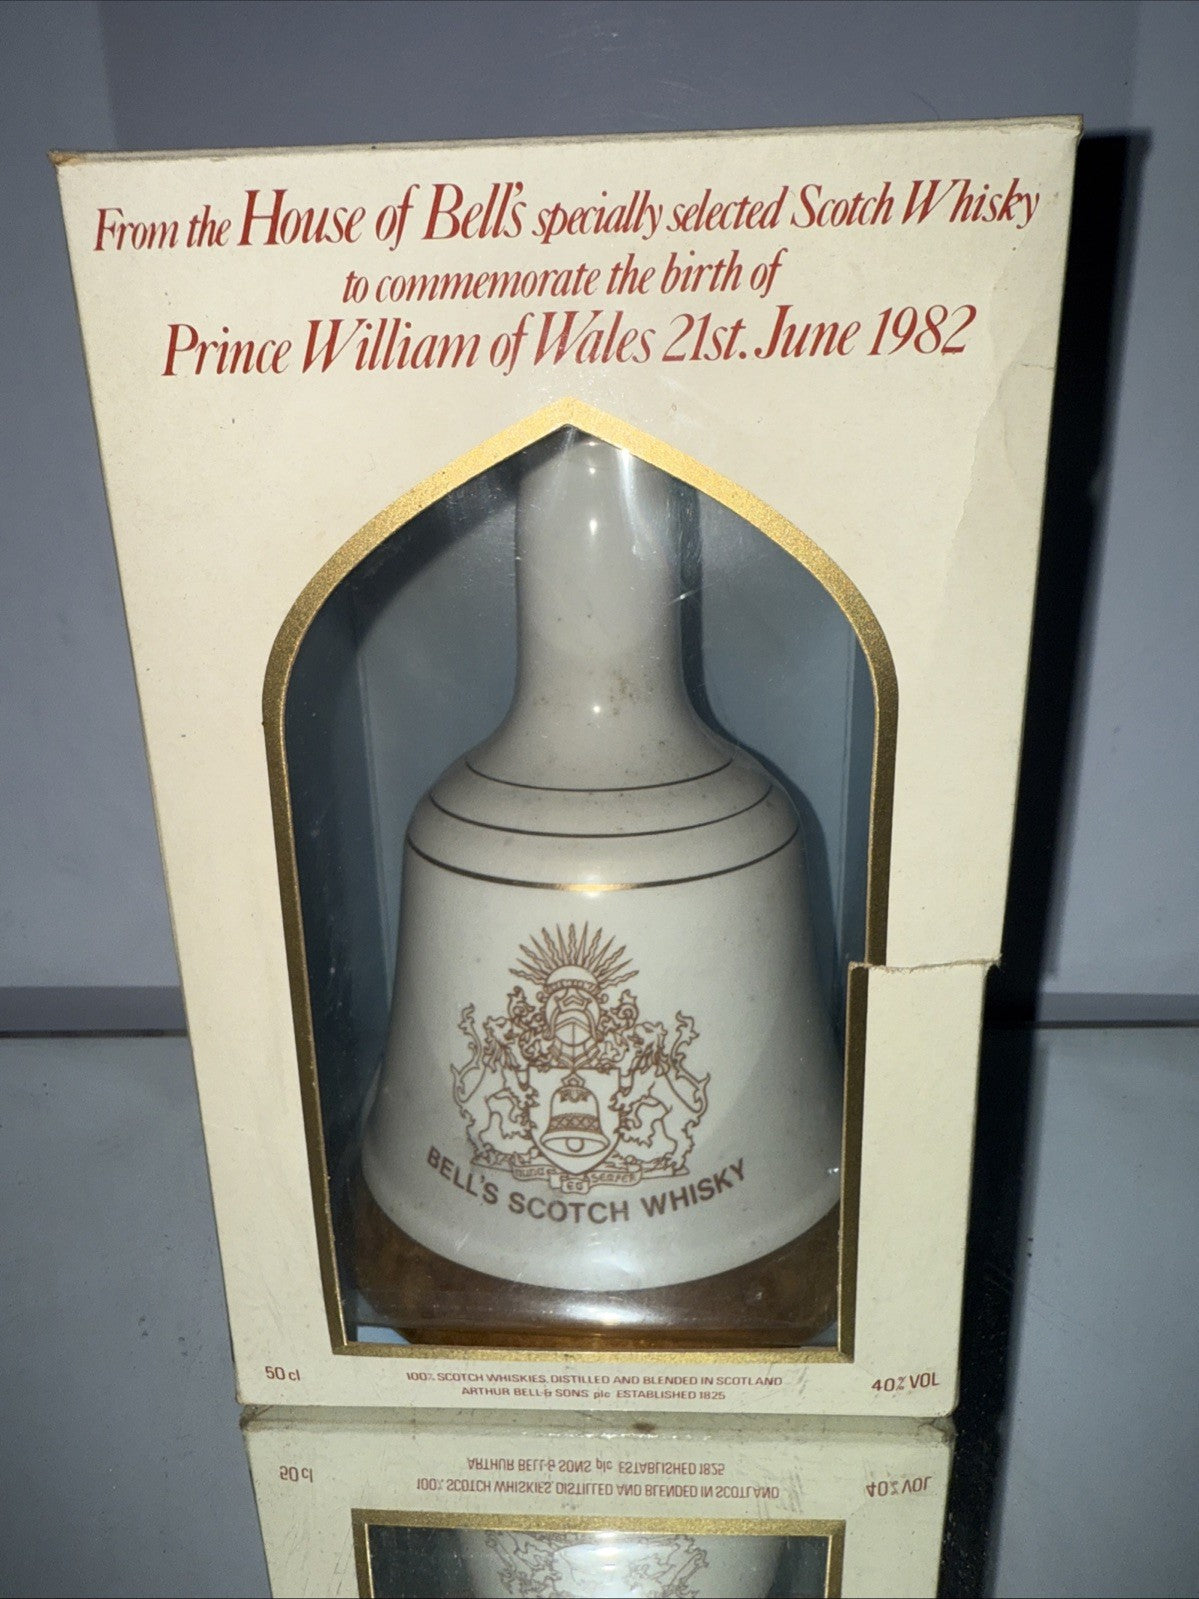 From the House of Bell's specially selected Scotch Whisky
to commemorate the birth of
Prince William of Wales 21st. June 1982
BELL'S SCOTCH WHISKY
50 cl
100% SCOTCH WHISKIES. DISTILLED AND BLENDED IN SCOTLAND
ARTHUR BELL & SONS plc ESTABLISHED 1825
40% VOL